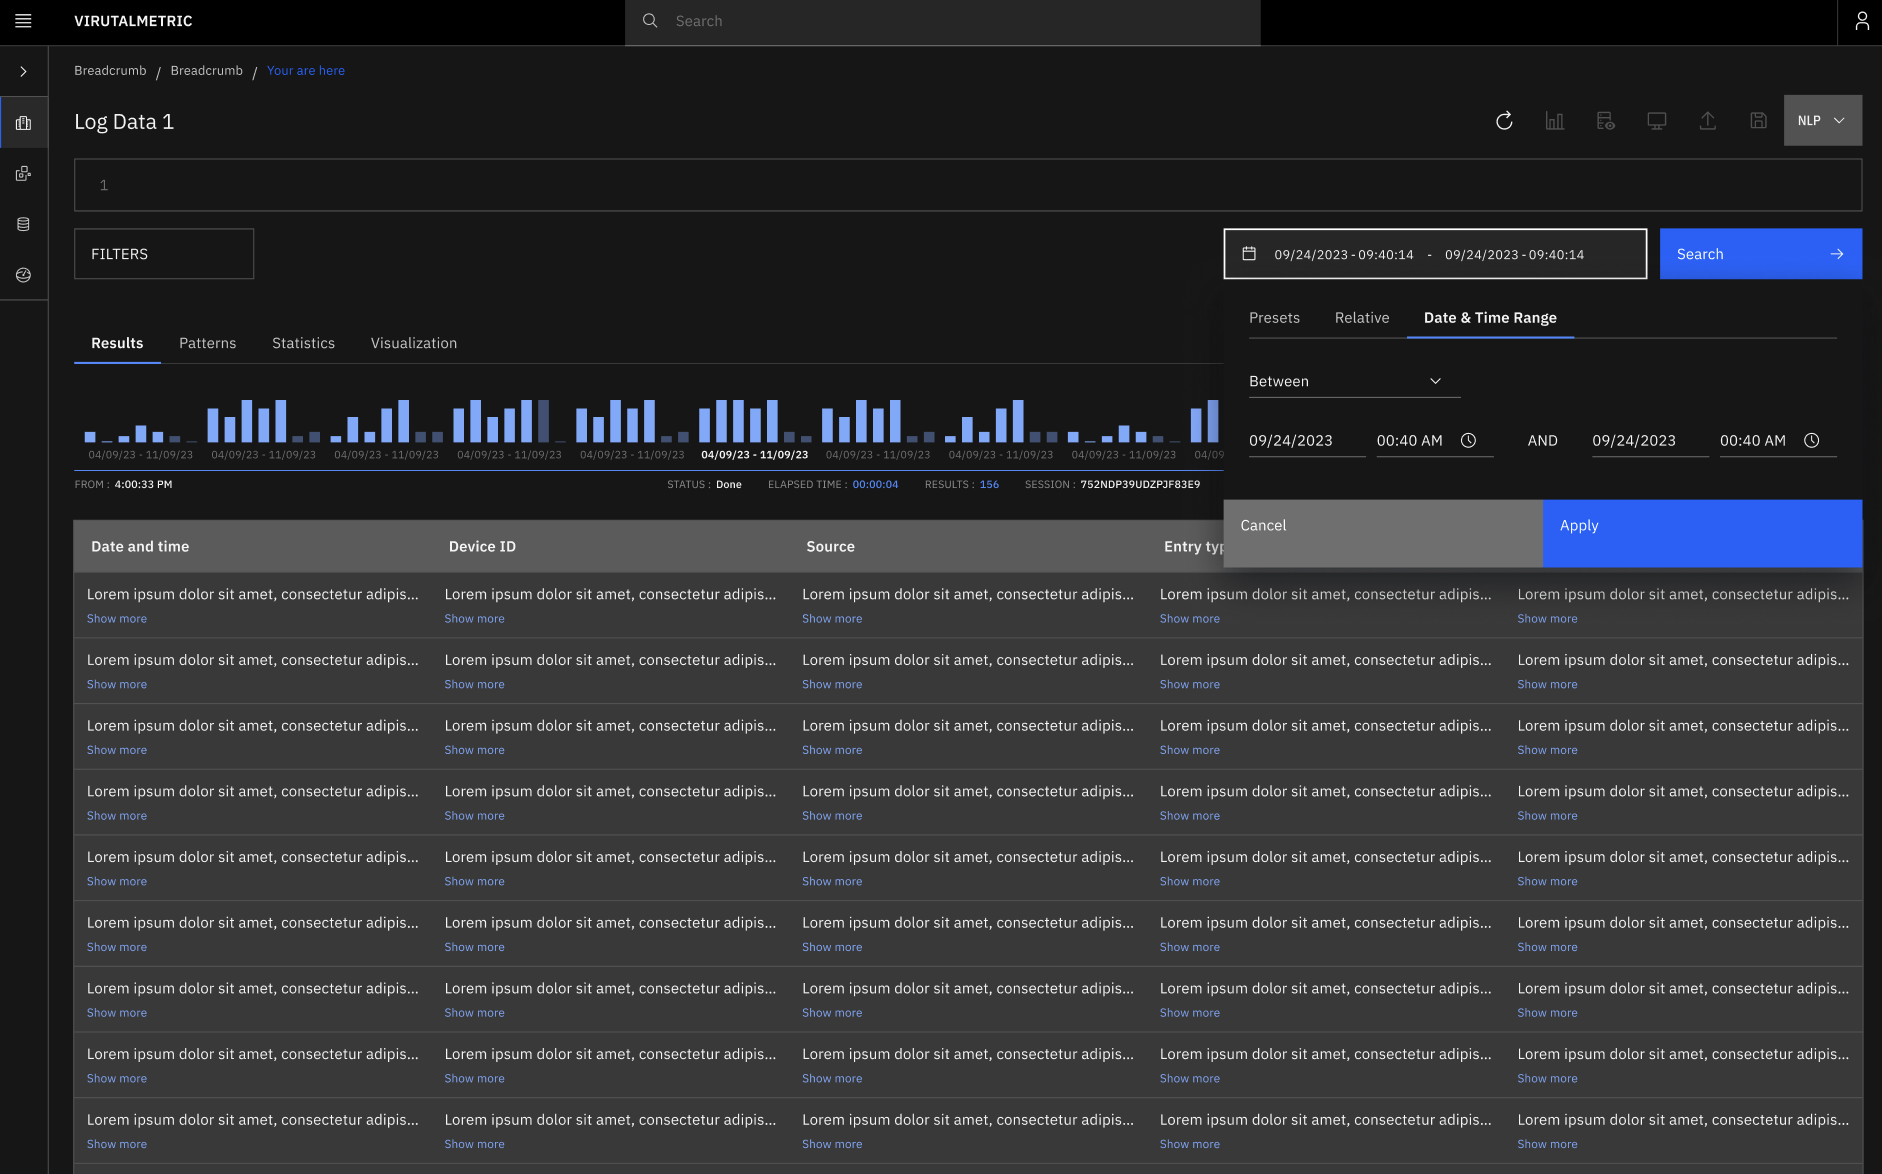 VIRUTALMETRIC
Search
Breadcrumb / Breadcrumb / Your are here
Log Data 1
NLP
1
FILTERS
09/24/2023 - 09:40:14 - 09/24/2023 - 09:40:14
Search
Presets Relative Date & Time Range
Results Patterns Statistics Visualization
Between
09/24/2023 00:40 AM AND 09/24/2023 00:40 AM
04/09/23 - 11/09/23 04/09/23 - 11/09/23 04/09/23 - 11/09/23 04/09/23 - 11/09/23 04/09/23 - 11/09/23 04/09/23 - 11/09/23 04/09/23 - 11/09/23 04/09/23 - 11/09/23 04/09/23 - 11/09/23 04/09
FROM : 4:00:33 PM STATUS : Done ELAPSED TIME : 00:00:04 RESULTS : 156 SESSION : 752NDP39UDZPJF83E9
Cancel Apply
Date and time Device ID Source Entry typ
Lorem ipsum dolor sit amet, consectetur adipis... Lorem ipsum dolor sit amet, consectetur adipis... Lorem ipsum dolor sit amet, consectetur adipis... Lorem ipsum dolor sit amet, consectetur adipis... Lorem ipsum dolor sit amet, consectetur adipis...
Show more Show more Show more Show more Show more
Lorem ipsum dolor sit amet, consectetur adipis... Lorem ipsum dolor sit amet, consectetur adipis... Lorem ipsum dolor sit amet, consectetur adipis... Lorem ipsum dolor sit amet, consectetur adipis... Lorem ipsum dolor sit amet, consectetur adipis...
Show more Show more Show more Show more Show more
Lorem ipsum dolor sit amet, consectetur adipis... Lorem ipsum dolor sit amet, consectetur adipis... Lorem ipsum dolor sit amet, consectetur adipis... Lorem ipsum dolor sit amet, consectetur adipis... Lorem ipsum dolor sit amet, consectetur adipis...
Show more Show more Show more Show more Show more
Lorem ipsum dolor sit amet, consectetur adipis... Lorem ipsum dolor sit amet, consectetur adipis... Lorem ipsum dolor sit amet, consectetur adipis... Lorem ipsum dolor sit amet, consectetur adipis... Lorem ipsum dolor sit amet, consectetur adipis...
Show more Show more Show more Show more Show more
Lorem ipsum dolor sit amet, consectetur adipis... Lorem ipsum dolor sit amet, consectetur adipis... Lorem ipsum dolor sit amet, consectetur adipis... Lorem ipsum dolor sit amet, consectetur adipis... Lorem ipsum dolor sit amet, consectetur adipis...
Show more Show more Show more Show more Show more
Lorem ipsum dolor sit amet, consectetur adipis... Lorem ipsum dolor sit amet, consectetur adipis... Lorem ipsum dolor sit amet, consectetur adipis... Lorem ipsum dolor sit amet, consectetur adipis... Lorem ipsum dolor sit amet, consectetur adipis...
Show more Show more Show more Show more Show more
Lorem ipsum dolor sit amet, consectetur adipis... Lorem ipsum dolor sit amet, consectetur adipis... Lorem ipsum dolor sit amet, consectetur adipis... Lorem ipsum dolor sit amet, consectetur adipis... Lorem ipsum dolor sit amet, consectetur adipis...
Show more Show more Show more Show more Show more
Lorem ipsum dolor sit amet, consectetur adipis... Lorem ipsum dolor sit amet, consectetur adipis... Lorem ipsum dolor sit amet, consectetur adipis... Lorem ipsum dolor sit amet, consectetur adipis... Lorem ipsum dolor sit amet, consectetur adipis...
Show more Show more Show more Show more Show more
Lorem ipsum dolor sit amet, consectetur adipis... Lorem ipsum dolor sit amet, consectetur adipis... Lorem ipsum dolor sit amet, consectetur adipis... Lorem ipsum dolor sit amet, consectetur adipis... Lorem ipsum dolor sit amet, consectetur adipis...
Show more Show more Show more Show more Show more